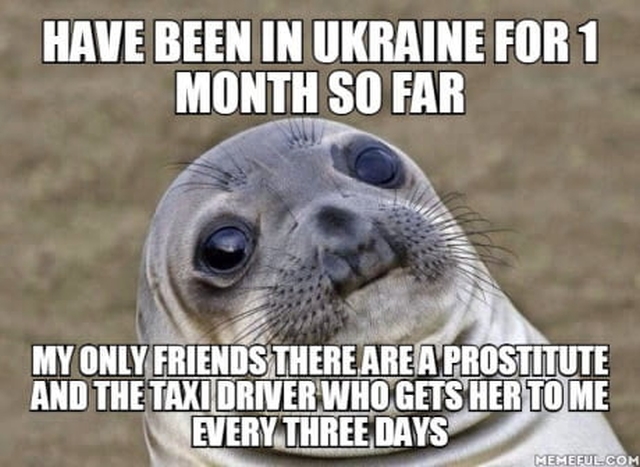 HAVE BEEN IN UKRAINE FOR 1
MONTH SO FAR
MY ONLY FRIENDS THERE ARE A PROSTITUTE
AND THE TAXI DRIVER WHO GETS HER TO ME
EVERY THREE DAYS
MEMEFUL.COM